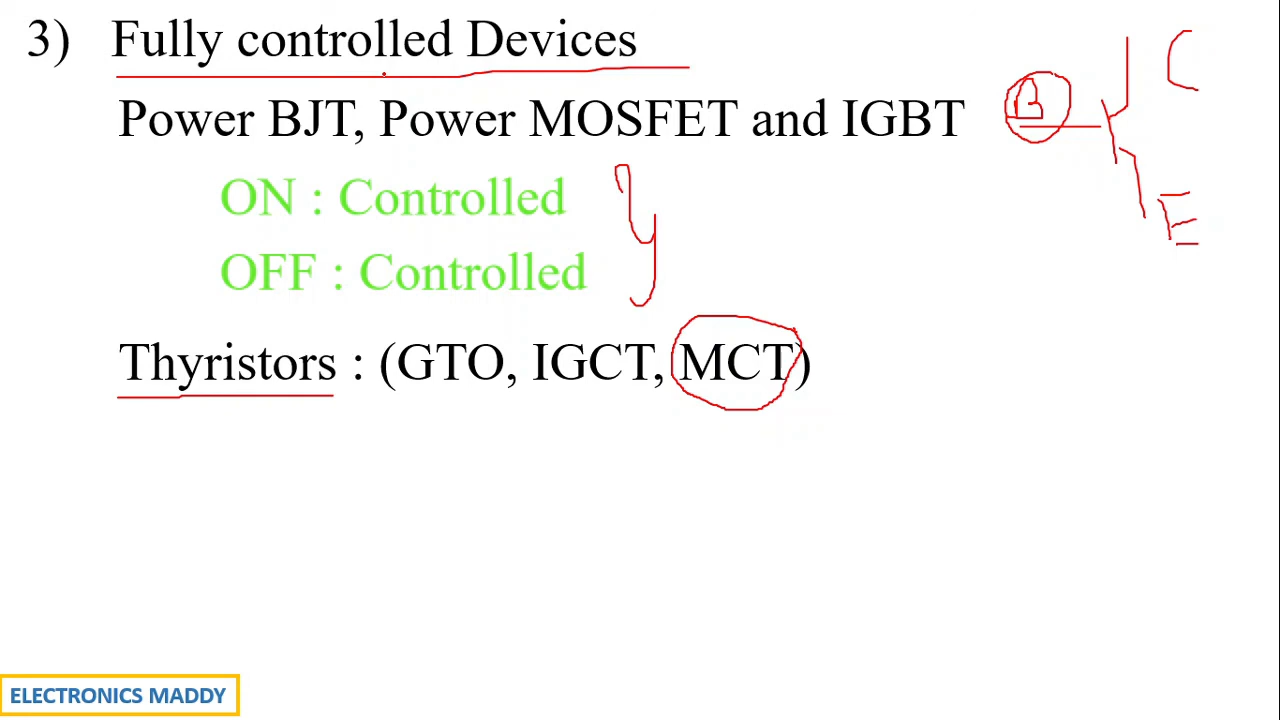 3) Fully controlled Devices
Power BJT, Power MOSFET and IGBT
B
C
E
ON : Controlled
OFF : Controlled
y
Thyristors : (GTO, IGCT, MCT)
ELECTRONICS MADDY